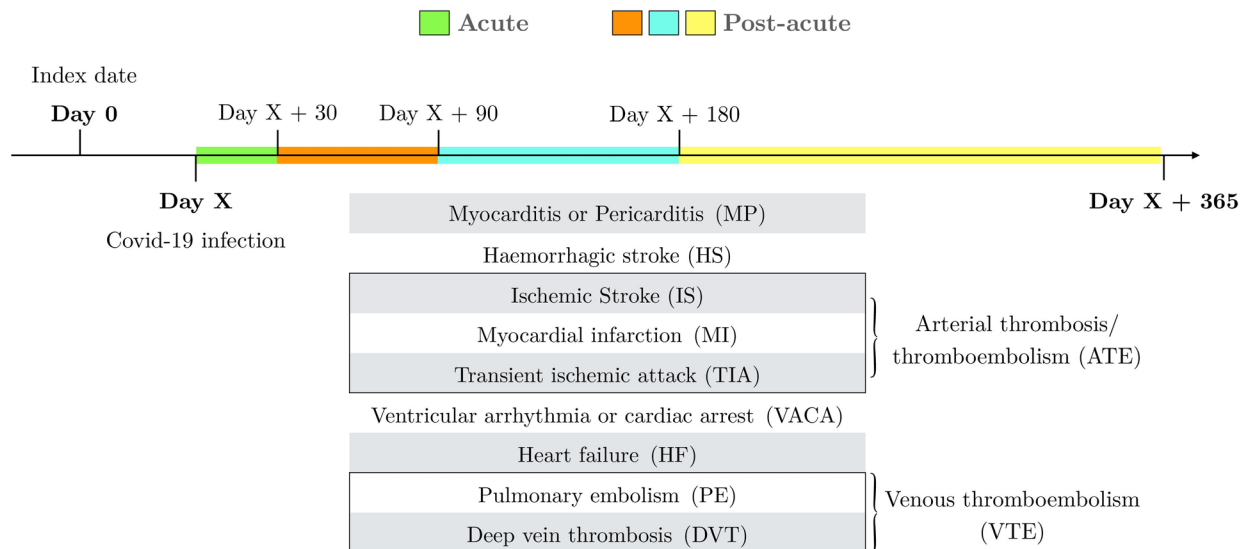 Acute
Post-acute
Index date
Day 0
Day X + 30
Day X + 90
Day X + 180
Day X
Day X + 365
Covid-19 infection
Myocarditis or Pericarditis (MP)
Haemorrhagic stroke (HS)
Ischemic Stroke (IS)
Myocardial infarction (MI)
Transient ischemic attack (TIA)
Arterial thrombosis/
thromboembolism (ATE)
Ventricular arrhythmia or cardiac arrest (VACA)
Heart failure (HF)
Pulmonary embolism (PE)
Deep vein thrombosis (DVT)
Venous thromboembolism
(VTE)